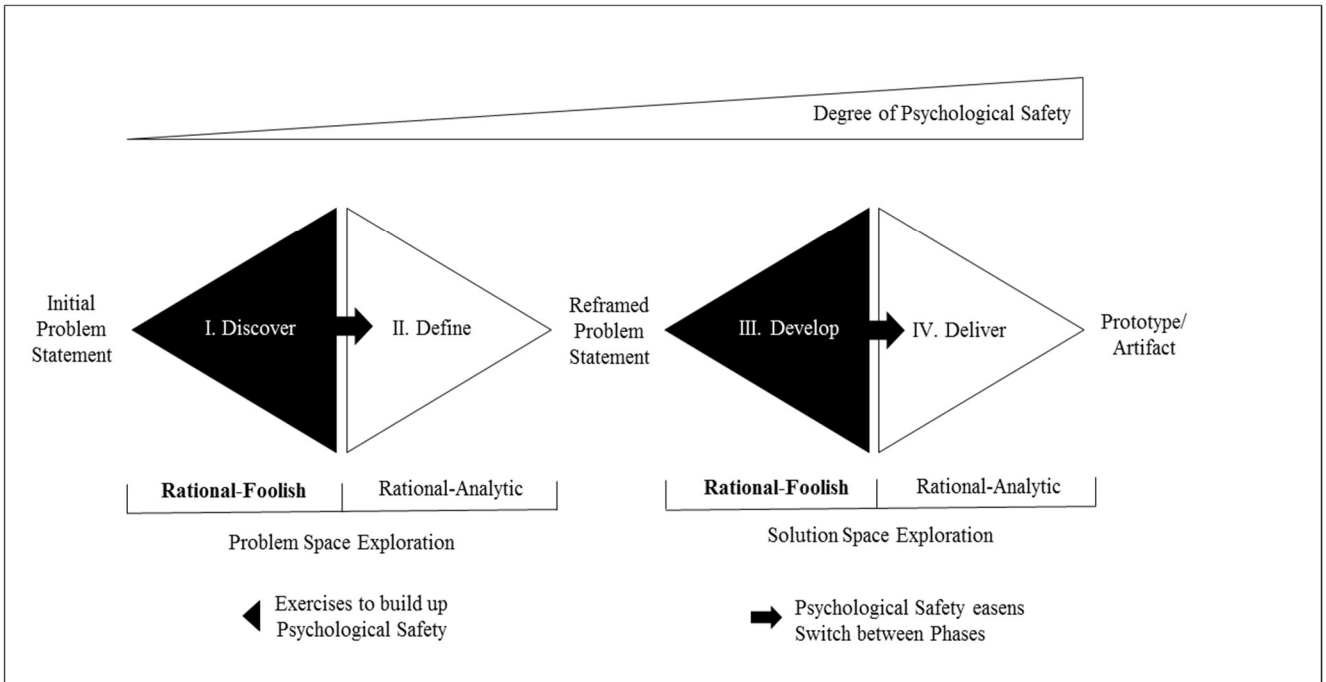 Degree of Psychological Safety
Initial
Problem
Statement
I. Discover
II. Define
Reframed
Problem
Statement
III. Develop
IV. Deliver
Prototype/
Artifact
Rational-Foolish
Rational-Analytic
Rational-Foolish
Rational-Analytic
Problem Space Exploration
Solution Space Exploration
Exercises to build up
Psychological Safety
Psychological Safety easens
Switch between Phases